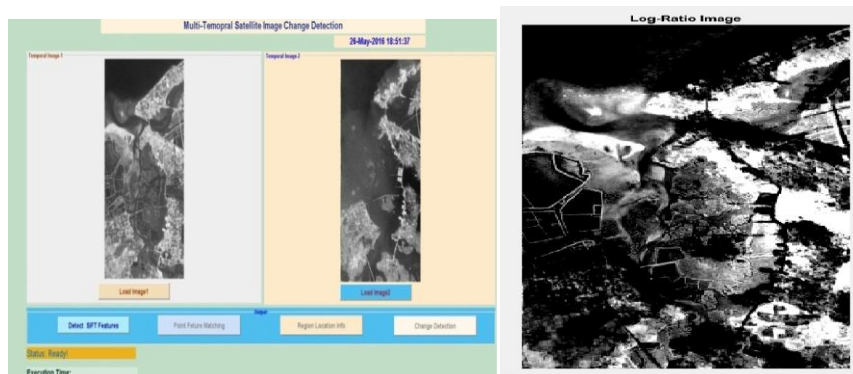 Multi-Temopral Satellite Image Change Detection
26-May-2016 18:51:37
Temporal Image-1
Temporal Image-2
Load Image1
Load Image2
Output
Detect SIFT Features
Point Feture Matching
Region Location Info
Change Detection
Status: Ready!
Execution Time:
Log-Ratio Image